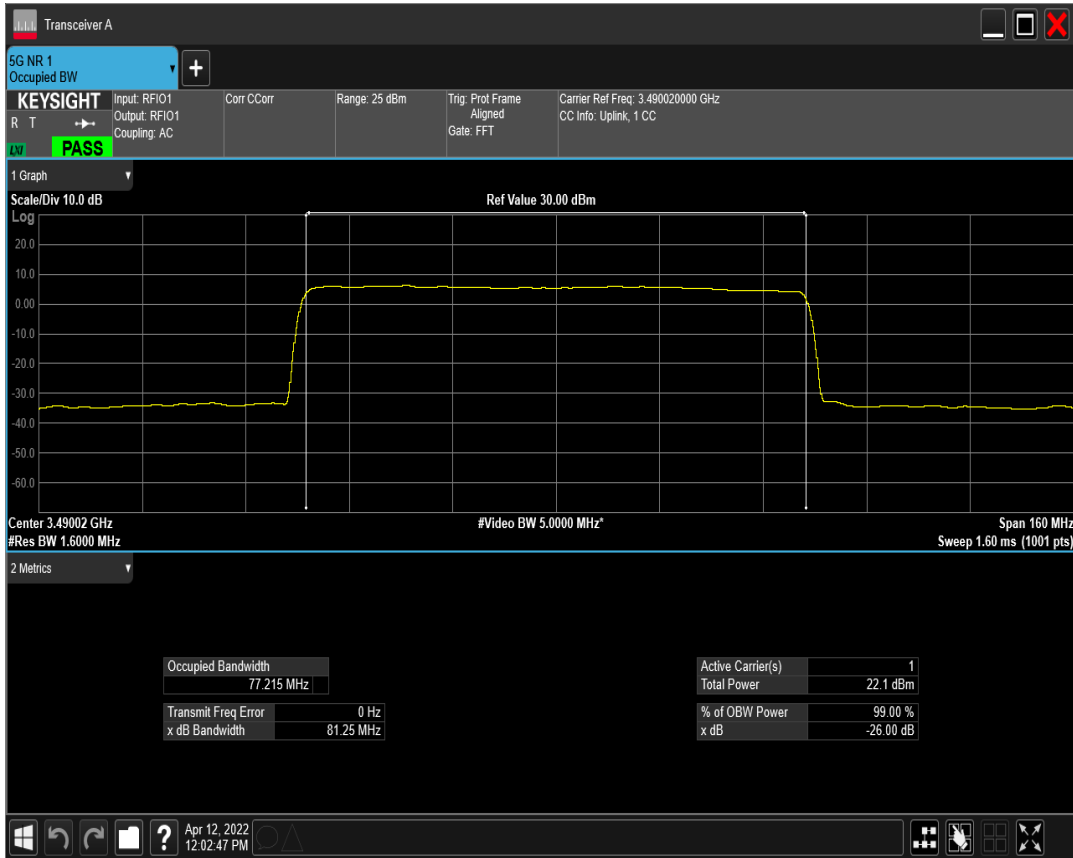 Transceiver A
5G NR 1
Occupied BW
KEYSIGHT
R T
LXI
PASS
Input: RFIO1
Output: RFIO1
Coupling: AC
Corr CCorr
Range: 25 dBm
Trig: Prot Frame
Aligned
Gate: FFT
Carrier Ref Freq: 3.490020000 GHz
CC Info: Uplink, 1 CC
1 Graph
Scale/Div 10.0 dB
Ref Value 30.00 dBm
Log
20.0
10.0
0.00
-10.0
-20.0
-30.0
-40.0
-50.0
-60.0
Center 3.49002 GHz
#Video BW 5.0000 MHz*
Span 160 MHz
#Res BW 1.6000 MHz
Sweep 1.60 ms (1001 pts)
2 Metrics
Occupied Bandwidth
77.215 MHz
Transmit Freq Error 0 Hz
x dB Bandwidth 81.25 MHz
Active Carrier(s) 1
Total Power 22.1 dBm
% of OBW Power 99.00 %
x dB -26.00 dB
?
Apr 12, 2022
12:02:47 PM